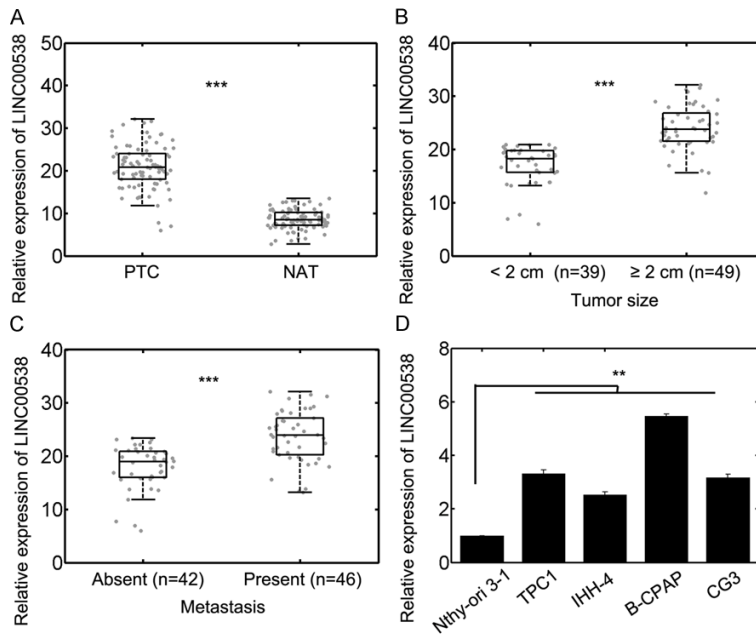 A
Relative expression of LINC00538
50
40
30
20
10
0
***
PTC NAT
B
Relative expression of LINC00538
40
30
20
10
0
***
< 2 cm (n=39) ≥ 2 cm (n=49)
Tumor size
C
Relative expression of LINC00538
40
30
20
10
0
***
Absent (n=42) Present (n=46)
Metastasis
D
Relative expression of LINC00538
8
6
4
2
0
**
Nthy-ori 3-1 TPC1 IHH-4 B-CPAP CG3